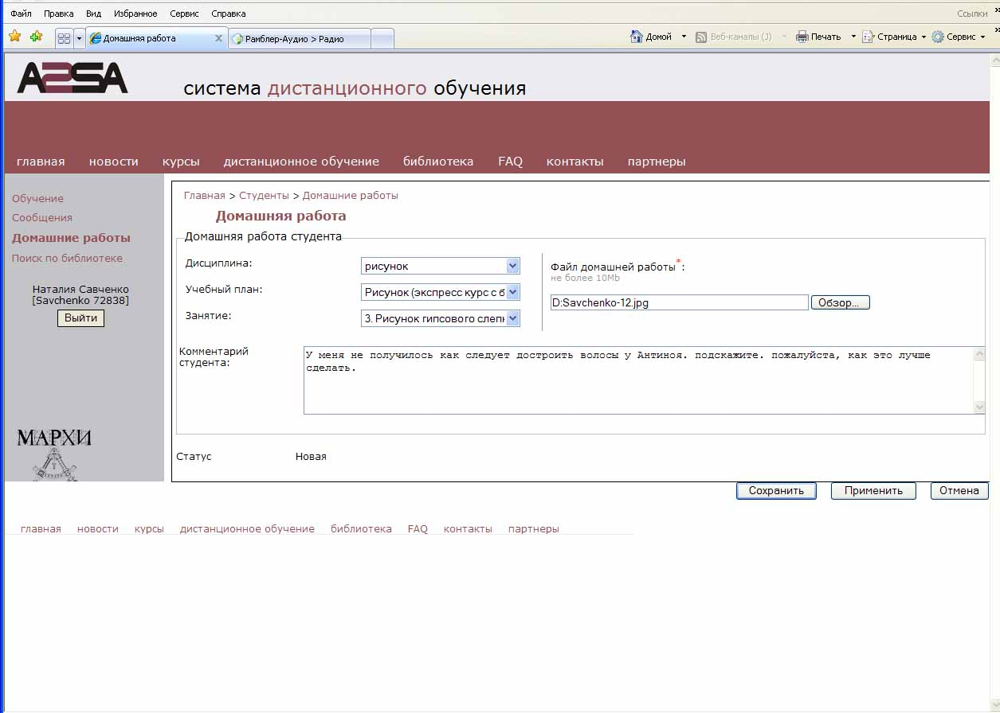 Файл Правка Вид Избранное Сервис Справка Ссылки
Домашняя работа Рамблер-Аудио > Радио Домой Веб-каналы (J) Печать Страница Сервис
A2SA система дистанционного обучения
главная новости курсы дистанционное обучение библиотека FAQ контакты партнеры
Обучение
Сообщения
Домашние работы
Поиск по библиотеке
Наталия Савченко
[Savchenko 72838]
Выйти
МАРХИ
Главная > Студенты > Домашние работы
Домашняя работа
Домашняя работа студента
Дисциплина: рисунок
Учебный план: Рисунок (экспресс курс с б
Занятие: 3. Рисунок гипсового слепн
Файл домашней работы*:
не более 10Mb
D:Savchenko-12.jpg Обзор...
Комментарий
студента:
У меня не получилось как следует достроить волосы у Антиноя. подскажите. пожалуйста, как это лучше
сделать.
Статус Новая
Сохранить Применить Отмена
главная новости курсы дистанционное обучение библиотека FAQ контакты партнеры